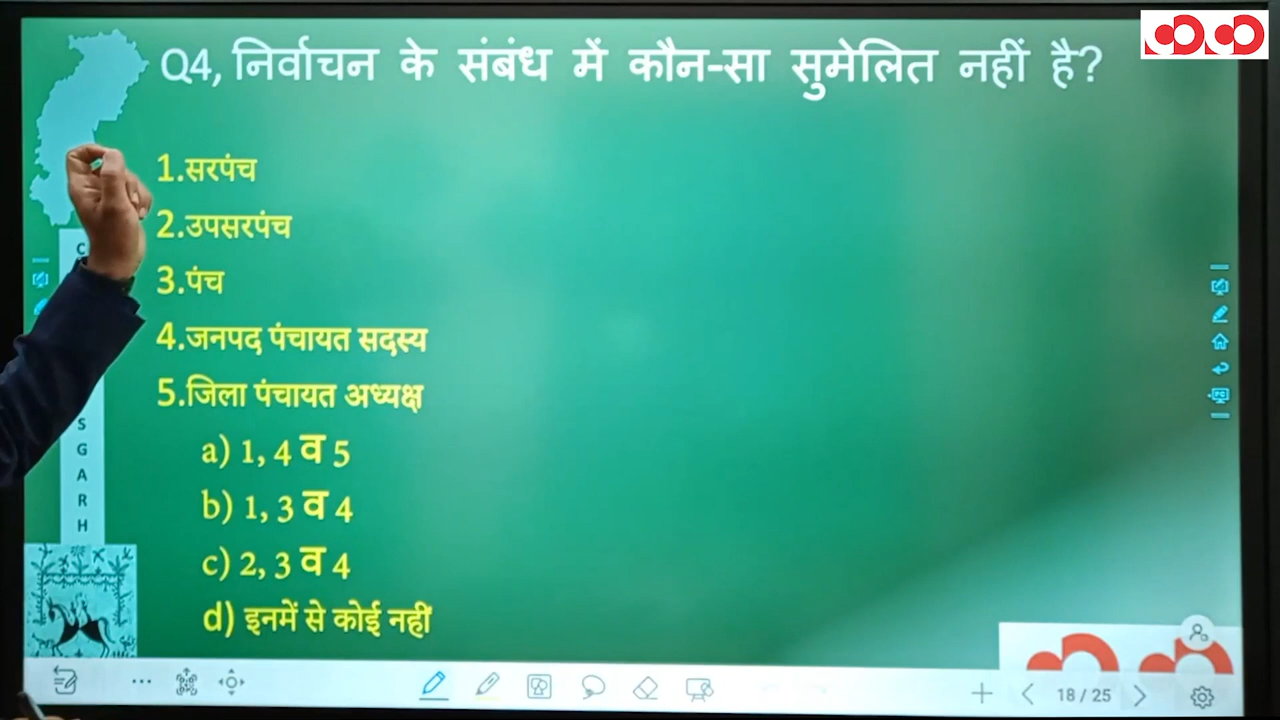 Q4, निर्वाचन के संबंध में कौन-सा सुमेलित नहीं है?
1.सरपंच
2.उपसरपंच
3.पंच
4.जनपद पंचायत सदस्य
5.जिला पंचायत अध्यक्ष
a) 1, 4 व 5
b) 1, 3 व 4
c) 2, 3 व 4
d) इनमें से कोई नहीं
C
S
G
A
R
H
18 / 25